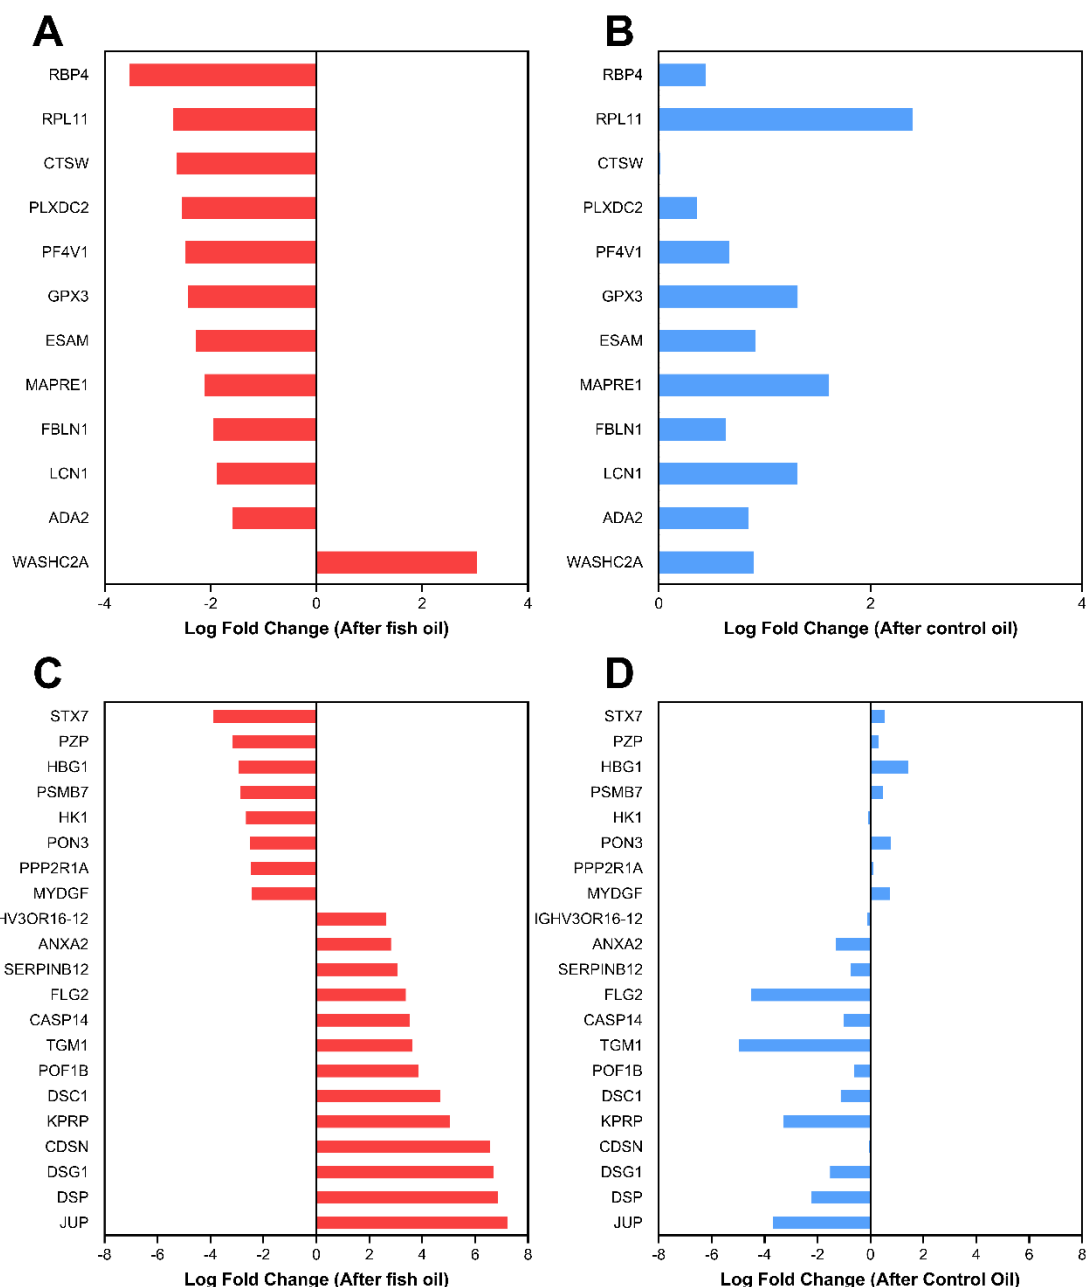 A
RBP4
RPL11
CTSW
PLXDC2
PF4V1
GPX3
ESAM
MAPRE1
FBLN1
LCN1
ADA2
WASHC2A
-4 -2 0 2 4
Log Fold Change (After fish oil)
B
RBP4
RPL11
CTSW
PLXDC2
PF4V1
GPX3
ESAM
MAPRE1
FBLN1
LCN1
ADA2
WASHC2A
0 2 4
Log Fold Change (After control oil)
C
STX7
PZP
HBG1
PSMB7
HK1
PON3
PPP2R1A
MYDGF
HV3OR16-12
ANXA2
SERPINB12
FLG2
CASP14
TGM1
POF1B
DSC1
KPRP
CDSN
DSG1
DSP
JUP
-8 -6 -4 -2 0 2 4 6 8
Log Fold Change (After fish oil)
D
STX7
PZP
HBG1
PSMB7
HK1
PON3
PPP2R1A
MYDGF
IGHV3OR16-12
ANXA2
SERPINB12
FLG2
CASP14
TGM1
POF1B
DSC1
KPRP
CDSN
DSG1
DSP
JUP
-8 -6 -4 -2 0 2 4 6 8
Log Fold Change (After Control Oil)